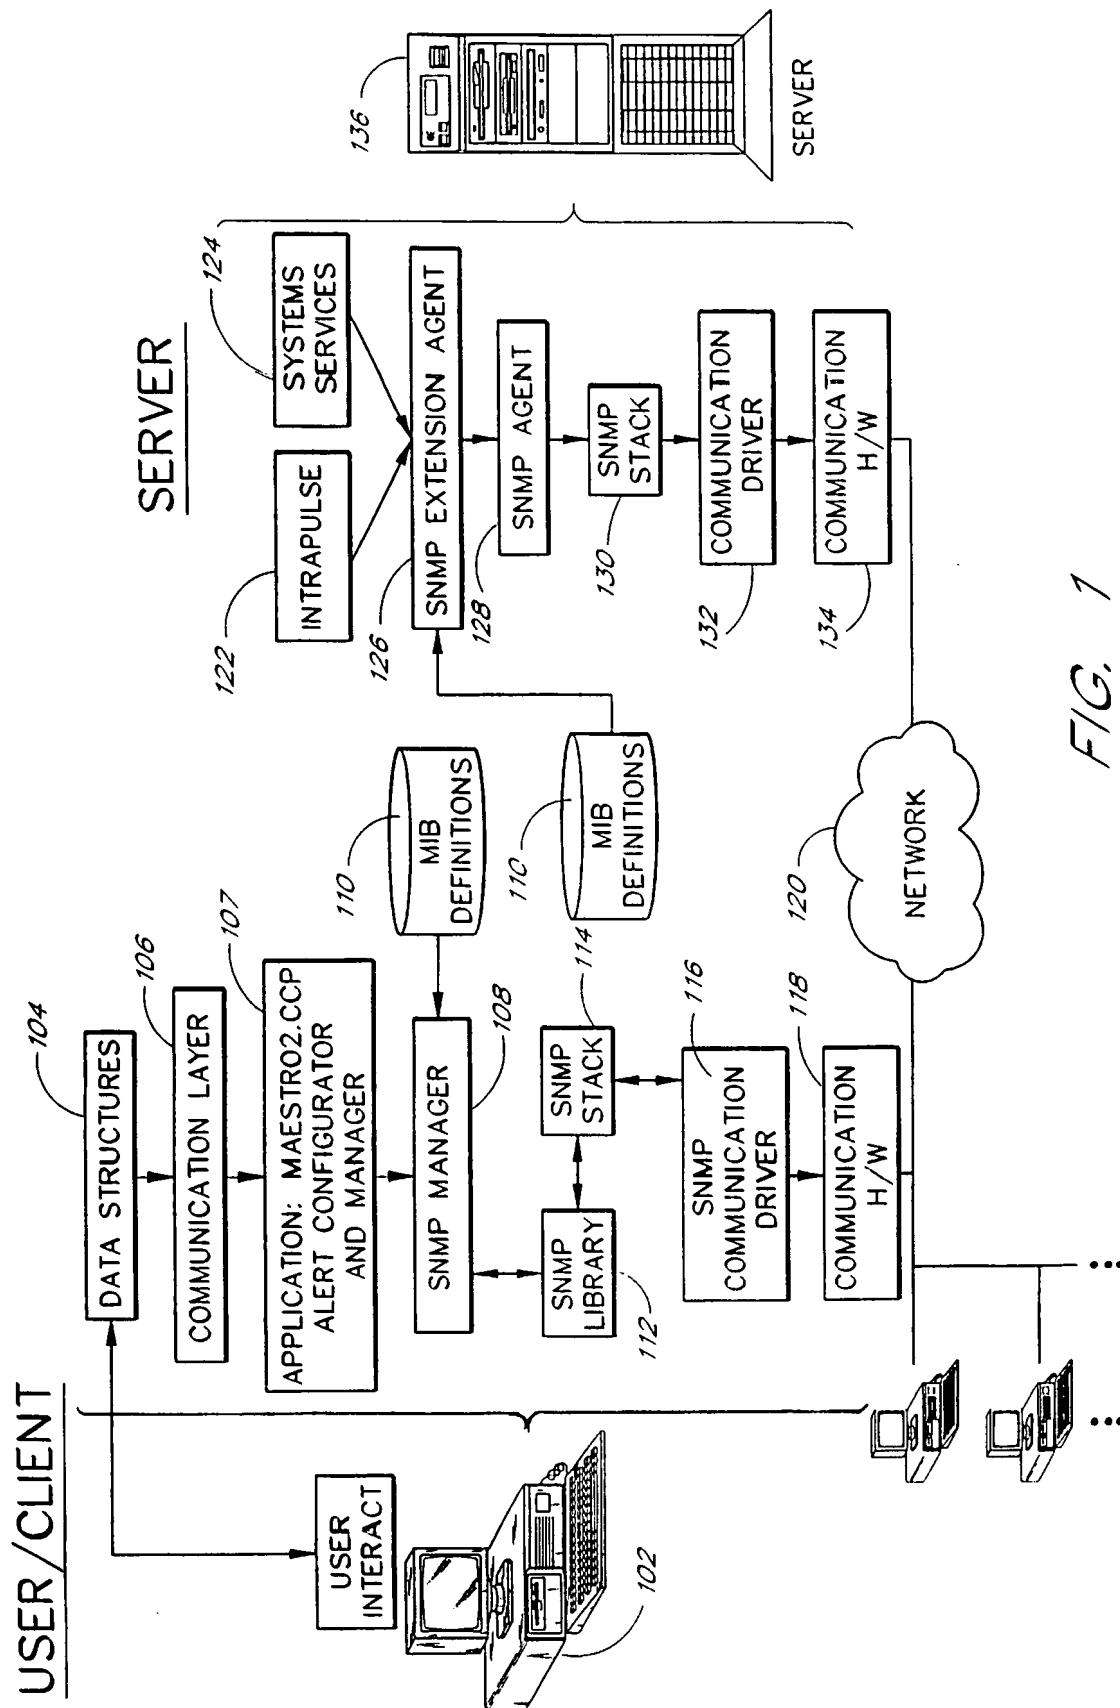 USER/CLIENT
SERVER
USER
INTERACT
102
DATA STRUCTURES
104
COMMUNICATION LAYER
106
APPLICATION: MAESTRO2.CCP
ALERT CONFIGURATOR
AND MANAGER
107
SNMP MANAGER
108
MIB
DEFINITIONS
110
SNMP
LIBRARY
112
SNMP
STACK
114
MIB
DEFINITIONS
110
SNMP
COMMUNICATION
DRIVER
116
COMMUNICATION
H/W
118
NETWORK
120
INTRAPULSE
122
SYSTEMS
SERVICES
124
SNMP EXTENSION AGENT
126
SNMP AGENT
128
SNMP
STACK
130
COMMUNICATION
DRIVER
132
COMMUNICATION
H/W
134
136
SERVER
FIG. 1